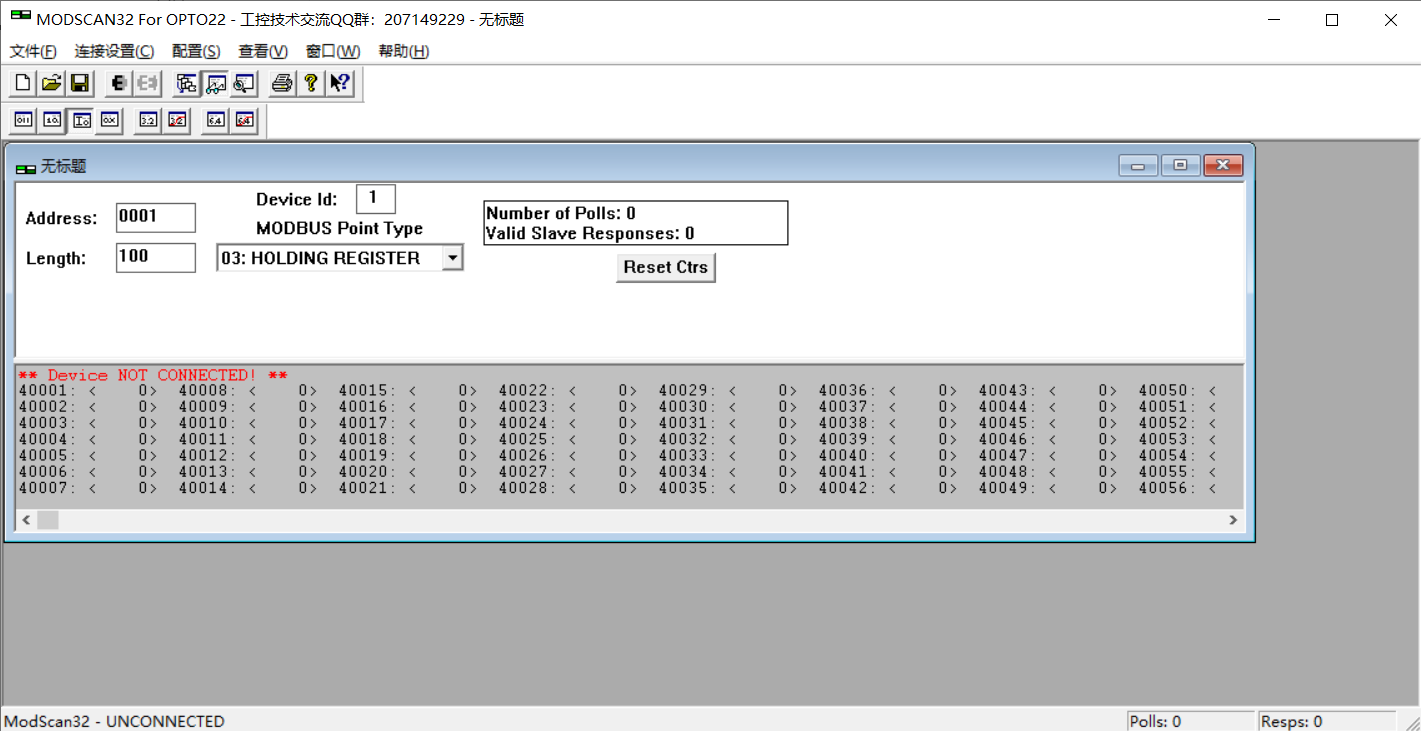 MODSCAN32 For OPTO22 - 工控技术交流QQ群：207149229 - 无标题
文件(F) 连接设置(C) 配置(S) 查看(V) 窗口(W) 帮助(H)
无标题
Device Id: 1
Address: 0001
MODBUS Point Type
Length: 100
03: HOLDING REGISTER
Number of Polls: 0
Valid Slave Responses: 0
Reset Ctrs
** Device NOT CONNECTED! **
40001: < 0> 40008: < 0> 40015: < 0> 40022: < 0> 40029: < 0> 40036: < 0> 40043: < 0> 40050: <
40002: < 0> 40009: < 0> 40016: < 0> 40023: < 0> 40030: < 0> 40037: < 0> 40044: < 0> 40051: <
40003: < 0> 40010: < 0> 40017: < 0> 40024: < 0> 40031: < 0> 40038: < 0> 40045: < 0> 40052: <
40004: < 0> 40011: < 0> 40018: < 0> 40025: < 0> 40032: < 0> 40039: < 0> 40046: < 0> 40053: <
40005: < 0> 40012: < 0> 40019: < 0> 40026: < 0> 40033: < 0> 40040: < 0> 40047: < 0> 40054: <
40006: < 0> 40013: < 0> 40020: < 0> 40027: < 0> 40034: < 0> 40041: < 0> 40048: < 0> 40055: <
40007: < 0> 40014: < 0> 40021: < 0> 40028: < 0> 40035: < 0> 40042: < 0> 40049: < 0> 40056: <
ModScan32 - UNCONNECTED
Polls: 0
Resps: 0